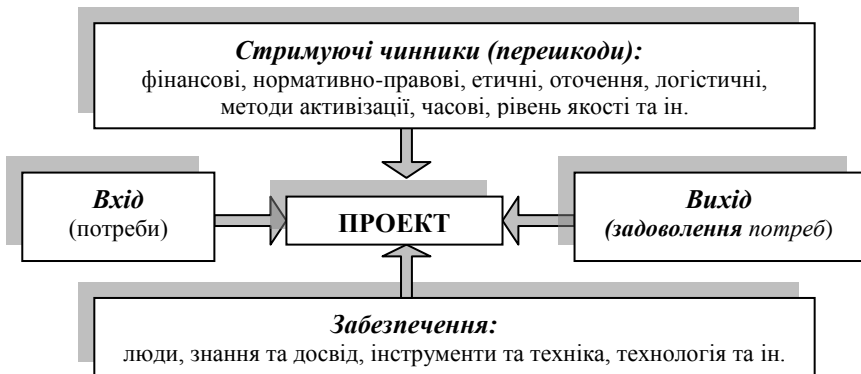 Стримуючі чинники (перешкоди):
фінансові, нормативно-правові, етичні, оточення, логістичні,
методи активізації, часові, рівень якості та ін.
Вхід
(потреби)
ПРОЕКТ
Вихід
(задоволення потреб)
Забезпечення:
люди, знання та досвід, інструменти та техніка, технологія та ін.